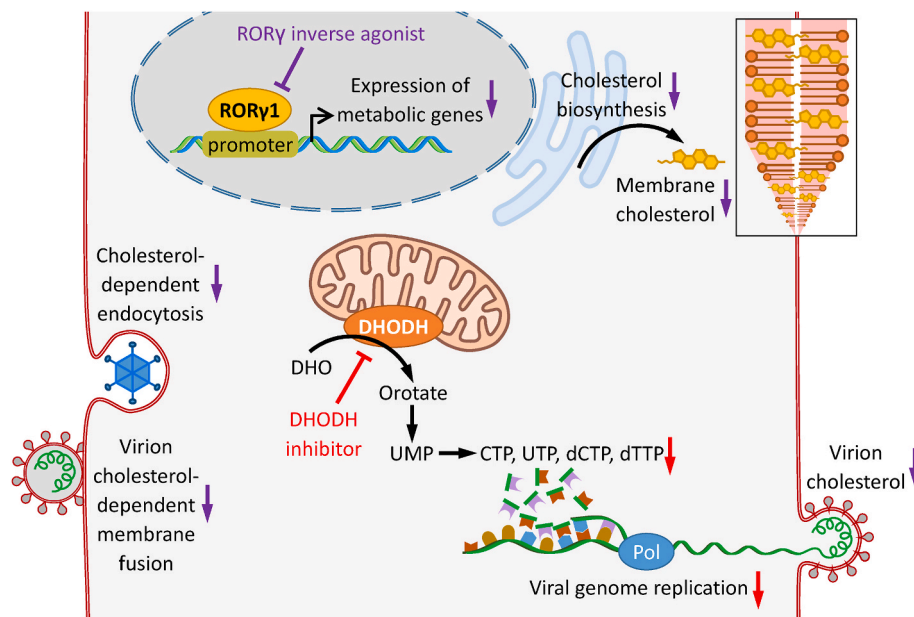 RORγ inverse agonist
RORγ1
promoter
Expression of
metabolic genes
Cholesterol
biosynthesis
Membrane
cholesterol
Cholesterol-
dependent
endocytosis
DHODH
DHO
Orotate
DHODH
inhibitor
UMP
CTP, UTP, dCTP, dTTP
Virion
cholesterol-
dependent
membrane
fusion
Virion
cholesterol
Pol
Viral genome replication